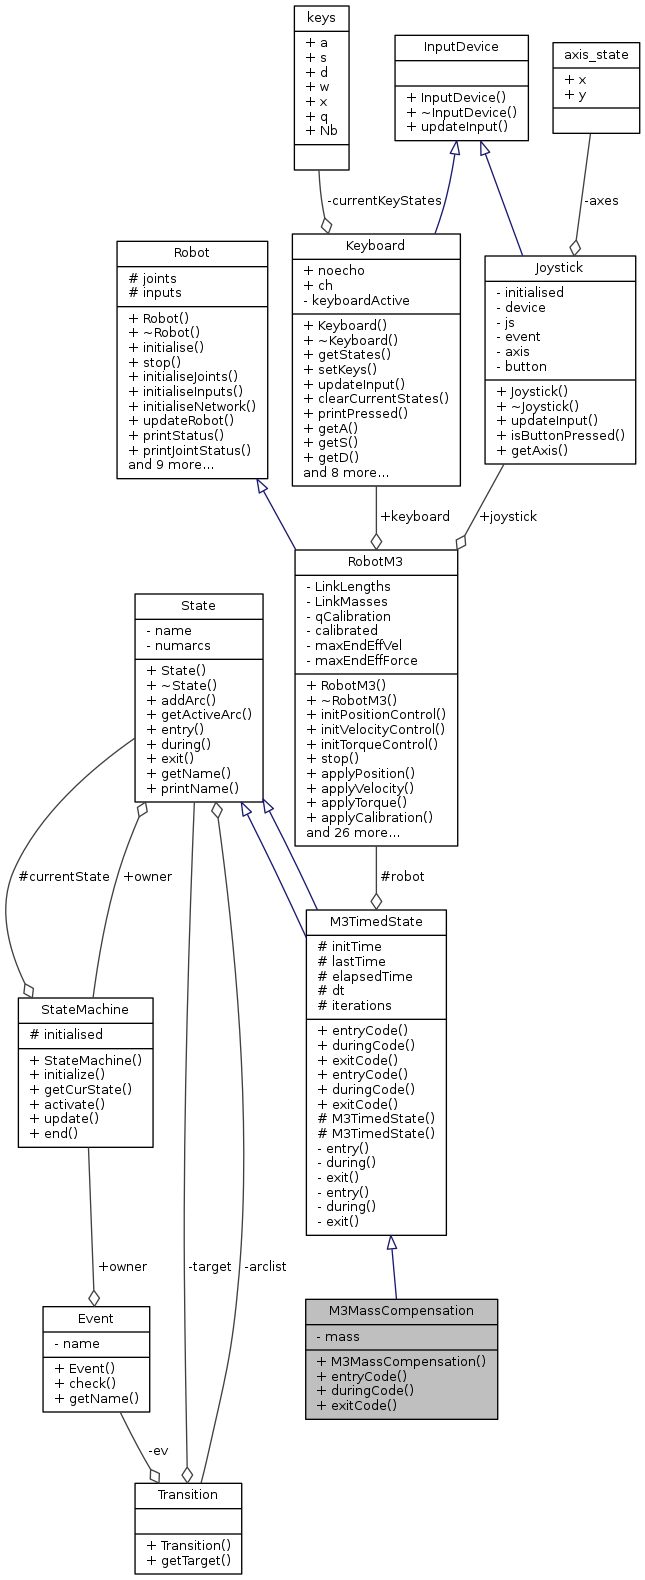 keys
+ a
+ s
+ d
+ w
+ x
+ q
+ Nb
InputDevice
+ InputDevice()
+ ~InputDevice()
+ updateInput()
axis_state
+ x
+ y
-currentKeyStates
-axes
Robot
# joints
# inputs
+ Robot()
+ ~Robot()
+ initialise()
+ stop()
+ initialiseJoints()
+ initialiseInputs()
+ initialiseNetwork()
+ updateRobot()
+ printStatus()
+ printJointStatus()
and 9 more...
Keyboard
+ noecho
+ ch
- keyboardActive
+ Keyboard()
+ ~Keyboard()
+ getStates()
+ setKeys()
+ updateInput()
+ clearCurrentStates()
+ printPressed()
+ getA()
+ getS()
+ getD()
and 8 more...
Joystick
- initialised
- device
- js
- event
- axis
- button
+ Joystick()
+ ~Joystick()
+ updateInput()
+ isButtonPressed()
+ getAxis()
+keyboard
+joystick
RobotM3
- LinkLengths
- LinkMasses
- qCalibration
- calibrated
- maxEndEffVel
- maxEndEffForce
+ RobotM3()
+ ~RobotM3()
+ initPositionControl()
+ initVelocityControl()
+ initTorqueControl()
+ stop()
+ applyPosition()
+ applyVelocity()
+ applyTorque()
+ applyCalibration()
and 26 more...
State
- name
- numarcs
+ State()
+ ~State()
+ addArc()
+ getActiveArc()
+ entry()
+ during()
+ exit()
+ getName()
+ printName()
#currentState
+owner
#robot
M3TimedState
# initTime
# lastTime
# elapsedTime
# dt
# iterations
+ entryCode()
+ duringCode()
+ exitCode()
+ entryCode()
+ duringCode()
+ exitCode()
# M3TimedState()
# M3TimedState()
- entry()
- during()
- exit()
- entry()
- during()
- exit()
StateMachine
# initialised
+ StateMachine()
+ initialize()
+ getCurState()
+ activate()
+ update()
+ end()
+owner
-target
-arclist
M3MassCompensation
- mass
+ M3MassCompensation()
+ entryCode()
+ duringCode()
+ exitCode()
Event
- name
+ Event()
+ check()
+ getName()
-ev
Transition
+ Transition()
+ getTarget()